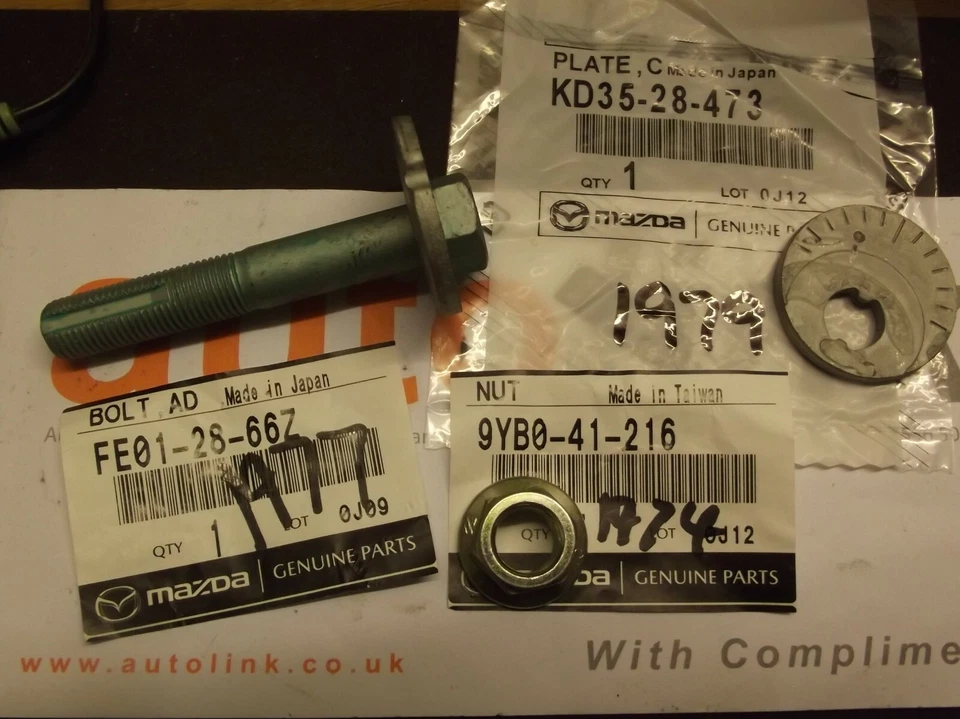 PLATE,C Made in Japan
KD35-28-473
QTY 1 LOT 0J12
mazda GENUINE
1979
BOLT,AD Made in Japan
FE01-28-66Z
1977
QTY 1 LOT 0J09
mazda GENUINE PARTS
NUT Made in Taiwan
9YB0-41-216
0J12
GENUINE PARTS
www.autolink.co.uk
With Complime